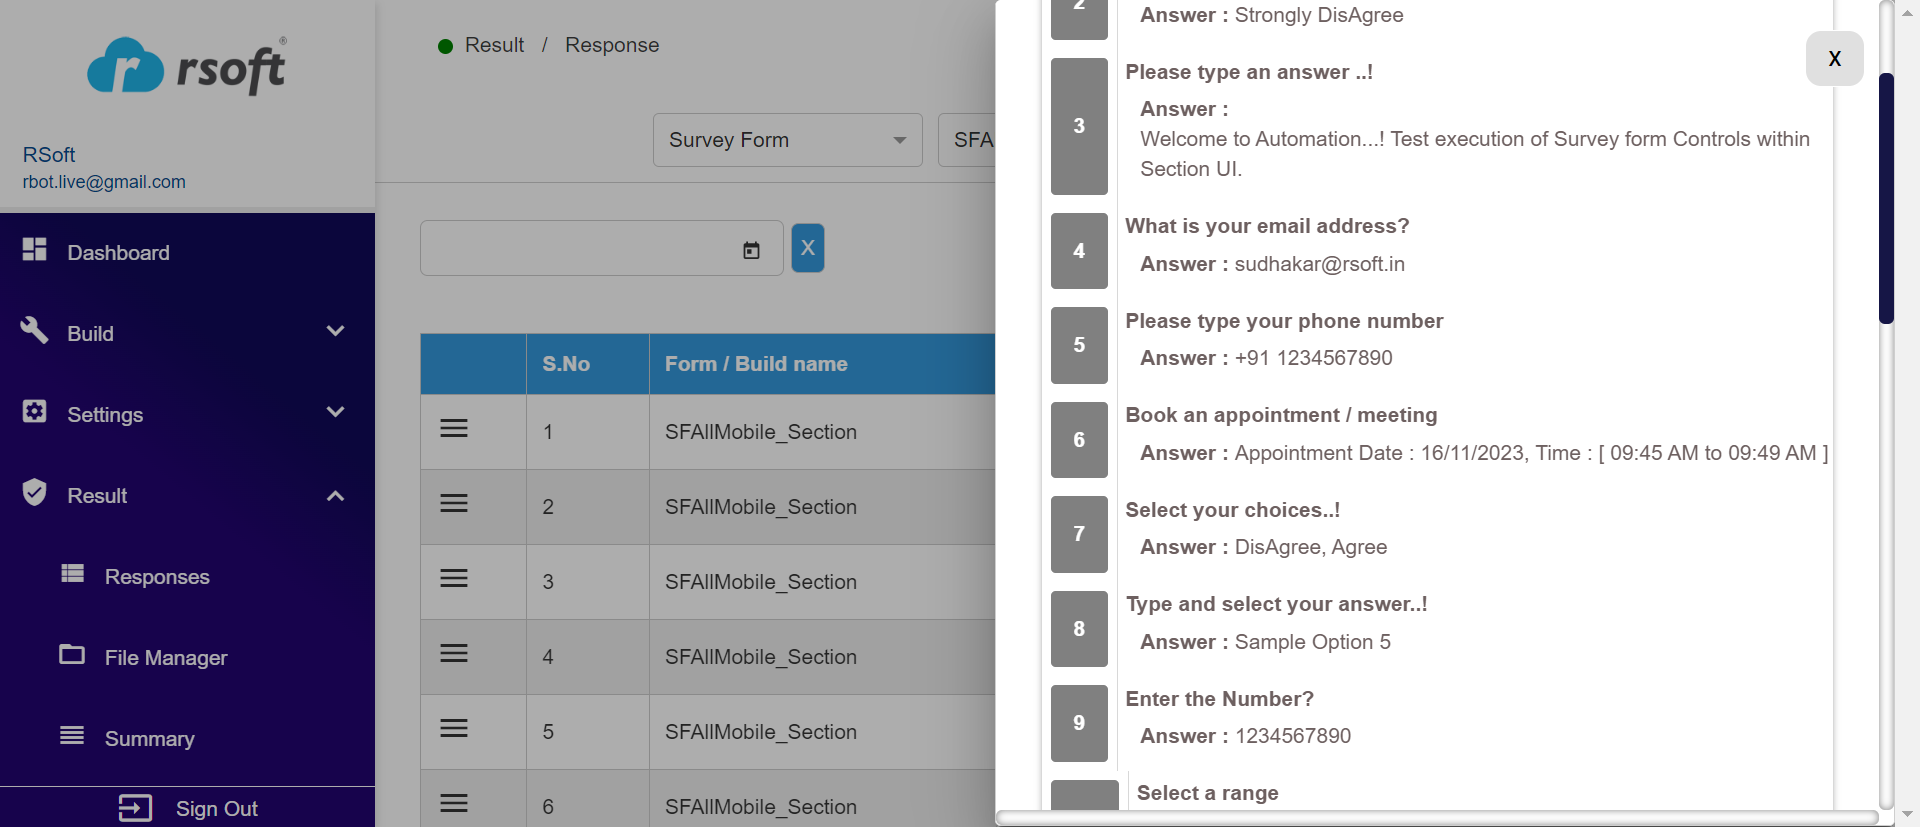 rsoft®
RSoft
rbot.live@gmail.com
Dashboard
Build
Settings
Result
Responses
File Manager
Summary
Sign Out
Result / Response
Survey Form
SFA
X
S.No Form / Build name
1 SFAllMobile_Section
2 SFAllMobile_Section
3 SFAllMobile_Section
4 SFAllMobile_Section
5 SFAllMobile_Section
6 SFAllMobile_Section
X
2
Answer : Strongly DisAgree
3
Please type an answer ..!
Answer :
Welcome to Automation...! Test execution of Survey form Controls within
Section UI.
4
What is your email address?
Answer : sudhakar@rsoft.in
5
Please type your phone number
Answer : +91 1234567890
6
Book an appointment / meeting
Answer : Appointment Date : 16/11/2023, Time : [ 09:45 AM to 09:49 AM ]
7
Select your choices..!
Answer : DisAgree, Agree
8
Type and select your answer..!
Answer : Sample Option 5
9
Enter the Number?
Answer : 1234567890
Select a range